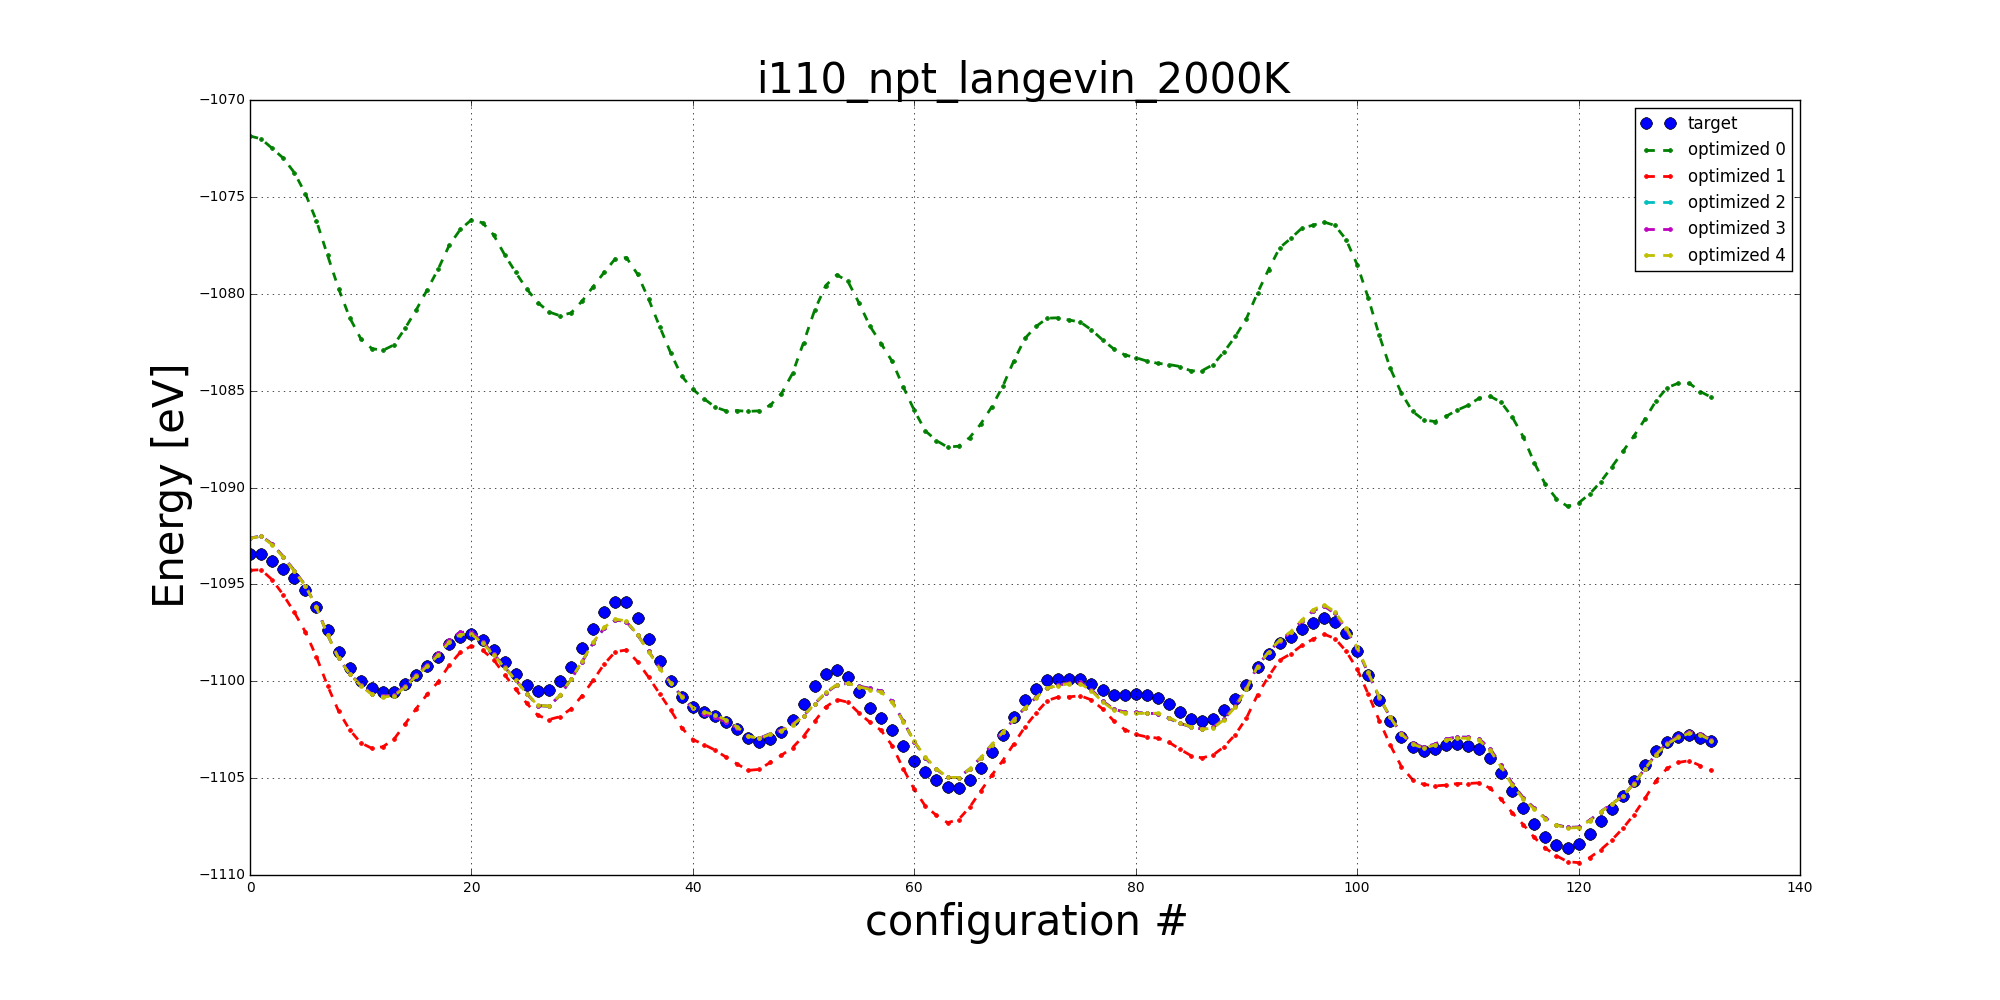 i110_npt_langevin_2000K
Energy [eV]
−1070
−1075
−1080
−1085
−1090
−1095
−1100
−1105
−1110
0 20 40 60 80 100 120 140
configuration #
target
optimized 0
optimized 1
optimized 2
optimized 3
optimized 4